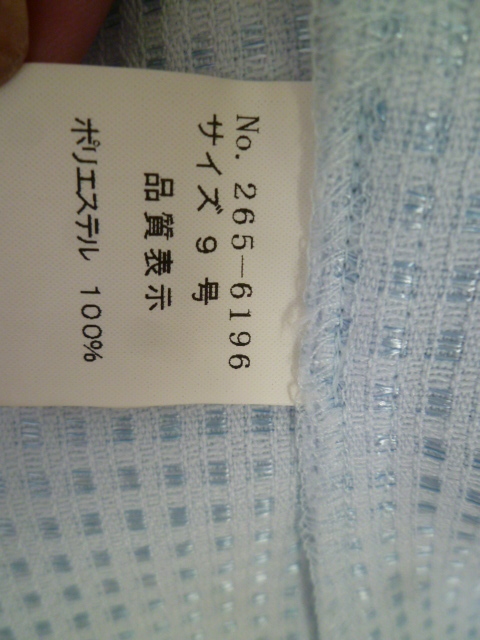 No. 265-6196
サイズ 9 号
品質表示
ポリエステル 100%